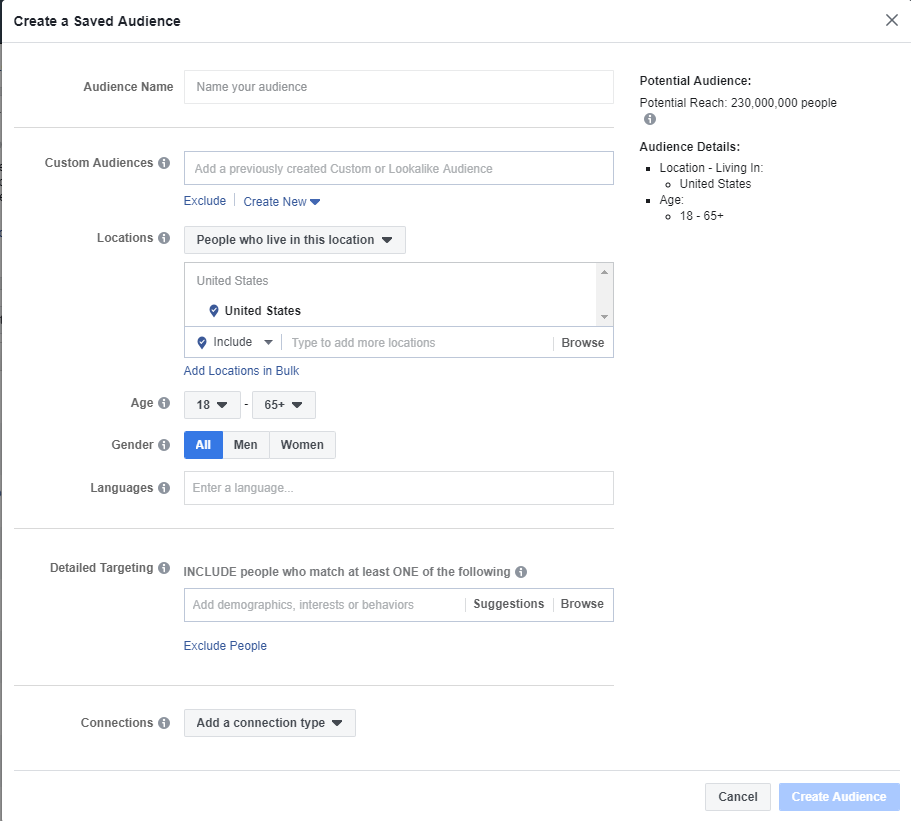 Create a Saved Audience
Audience Name
Name your audience
Potential Audience:
Potential Reach: 230,000,000 people
Audience Details:
Location - Living In:
United States
Age:
18 - 65+
Custom Audiences
Add a previously created Custom or Lookalike Audience
Exclude Create New
Locations
People who live in this location
United States
United States
Include Type to add more locations Browse
Add Locations in Bulk
Age
18 - 65+
Gender
All Men Women
Languages
Enter a language...
Detailed Targeting
INCLUDE people who match at least ONE of the following
Add demographics, interests or behaviors Suggestions Browse
Exclude People
Connections
Add a connection type
Cancel Create Audience